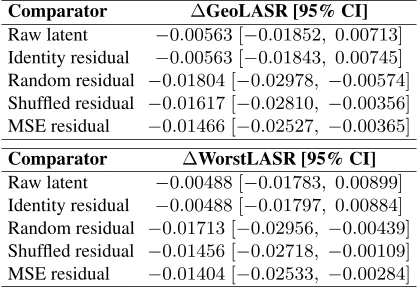 Comparator ΔGeoLASR [95% CI]
Raw latent −0.00563 [−0.01852, 0.00713]
Identity residual −0.00563 [−0.01843, 0.00745]
Random residual −0.01804 [−0.02978, −0.00574]
Shuffled residual −0.01617 [−0.02810, −0.00356]
MSE residual −0.01466 [−0.02527, −0.00365]
Comparator ΔWorstLASR [95% CI]
Raw latent −0.00488 [−0.01783, 0.00899]
Identity residual −0.00488 [−0.01797, 0.00884]
Random residual −0.01713 [−0.02956, −0.00439]
Shuffled residual −0.01456 [−0.02718, −0.00109]
MSE residual −0.01404 [−0.02533, −0.00284]